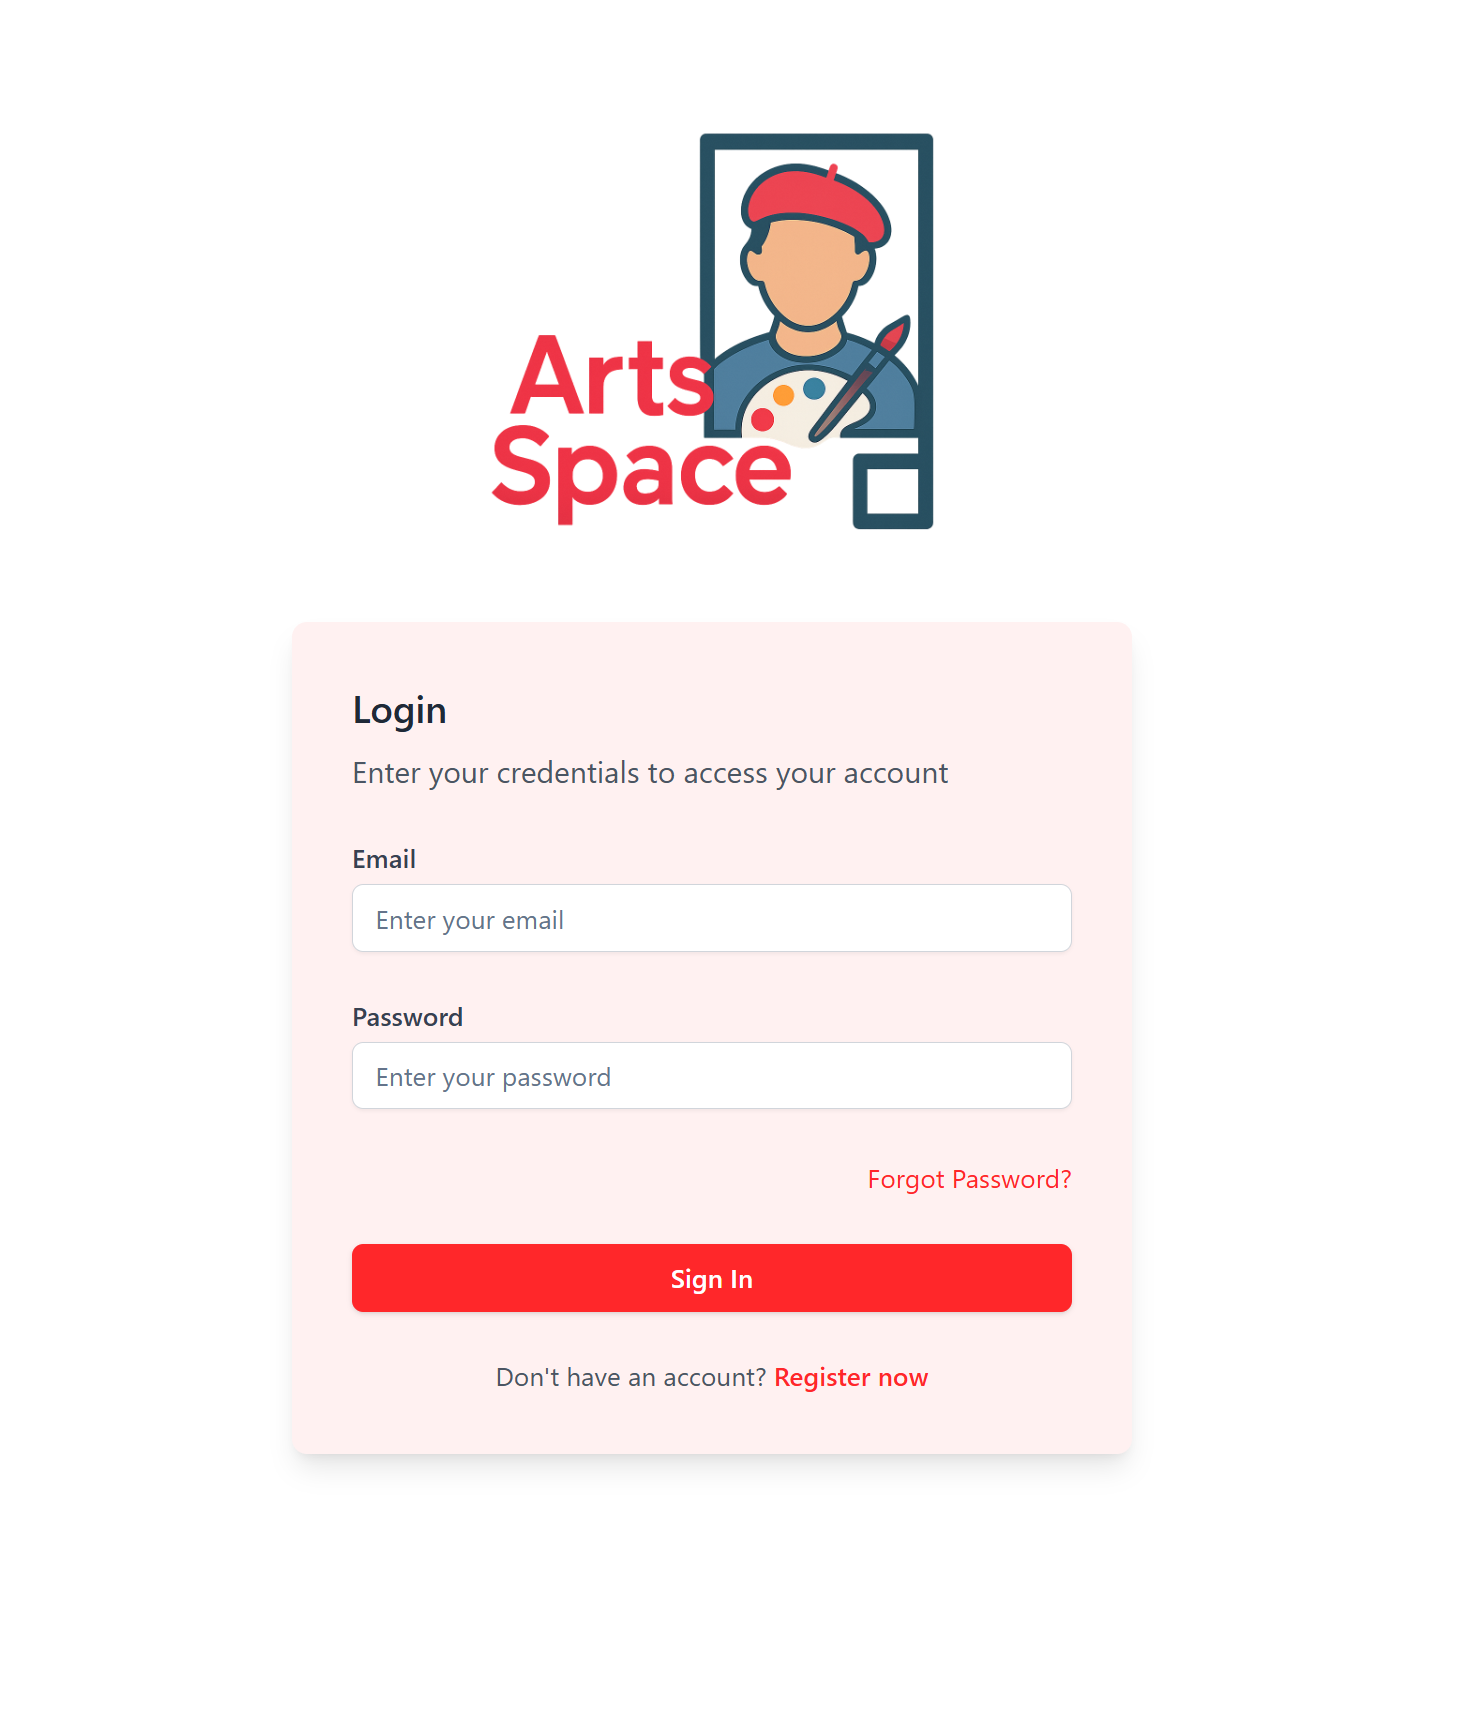 Arts
Space
Login
Enter your credentials to access your account
Email
Enter your email
Password
Enter your password
Forgot Password?
Sign In
Don't have an account? Register now